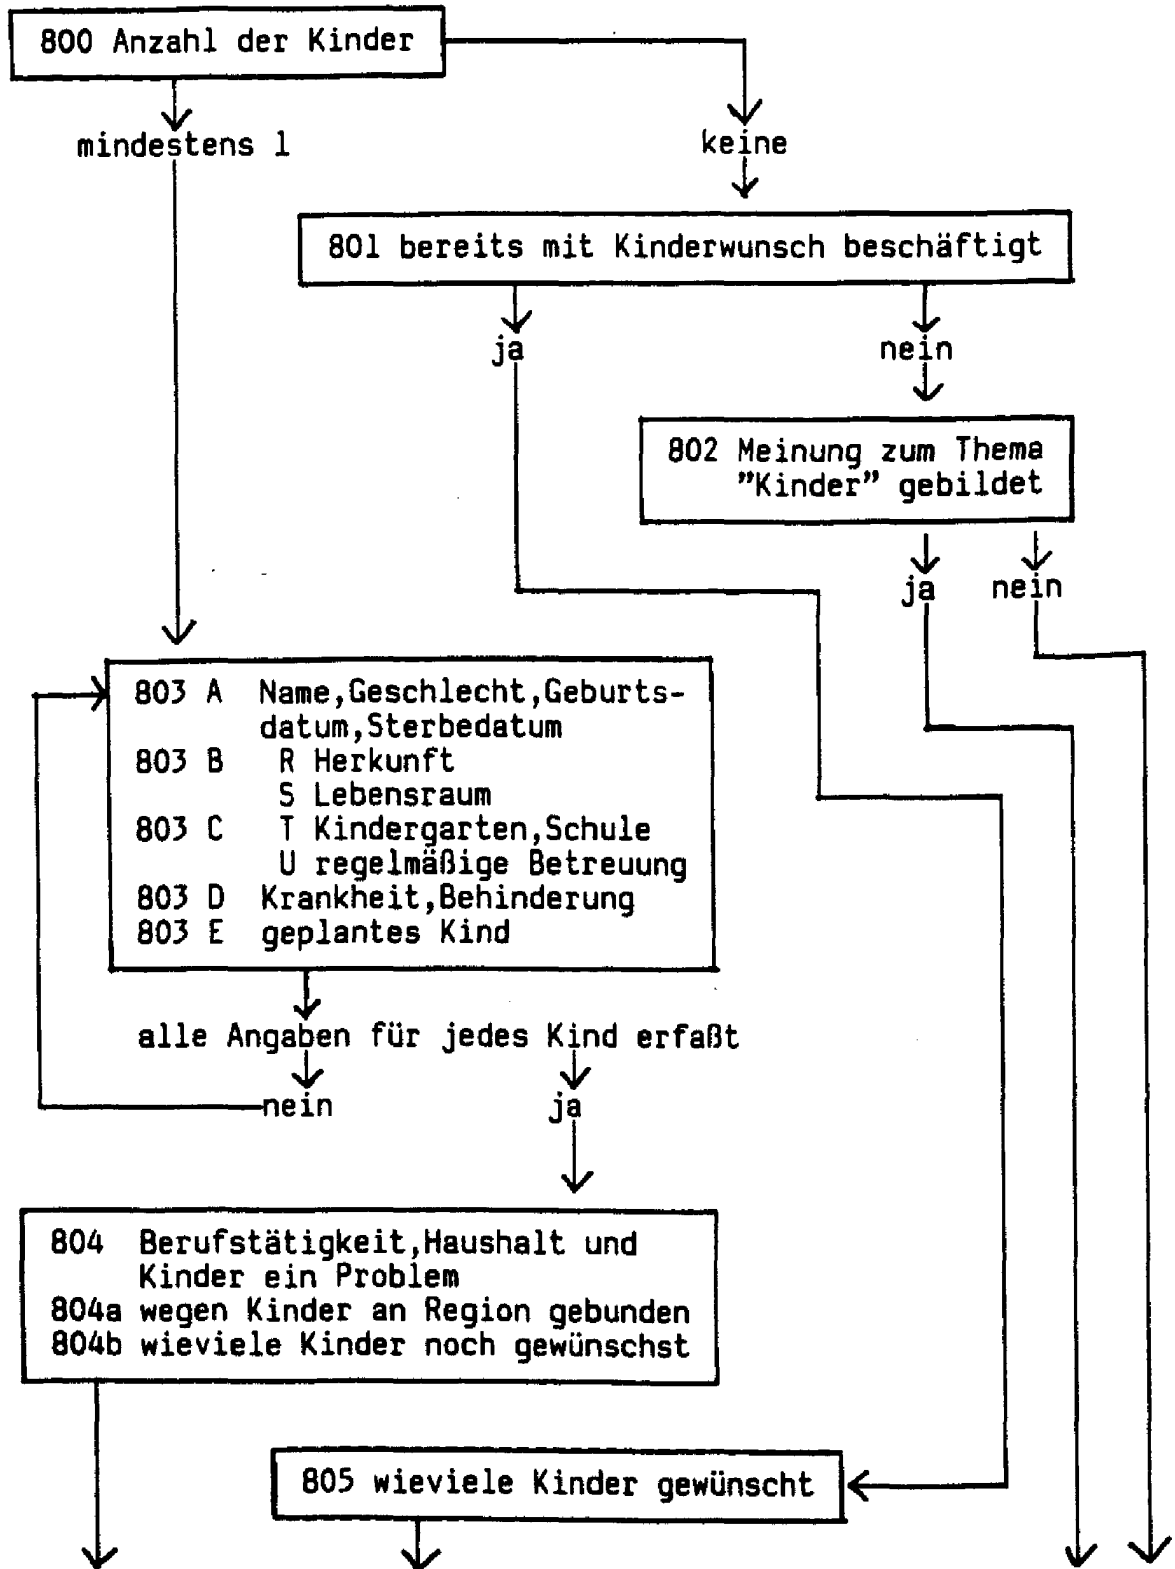 800 Anzahl der Kinder
mindestens 1
keine
801 bereits mit Kinderwunsch beschäftigt
ja
nein
802 Meinung zum Thema
"Kinder" gebildet
ja nein
803 A Name,Geschlecht,Geburts-
datum,Sterbedatum
803 B R Herkunft
S Lebensraum
803 C T Kindergarten,Schule
U regelmäßige Betreuung
803 D Krankheit,Behinderung
803 E geplantes Kind
alle Angaben für jedes Kind erfaßt
nein
ja
804 Berufstätigkeit,Haushalt und
Kinder ein Problem
804a wegen Kinder an Region gebunden
804b wieviele Kinder noch gewünschst
805 wieviele Kinder gewünscht